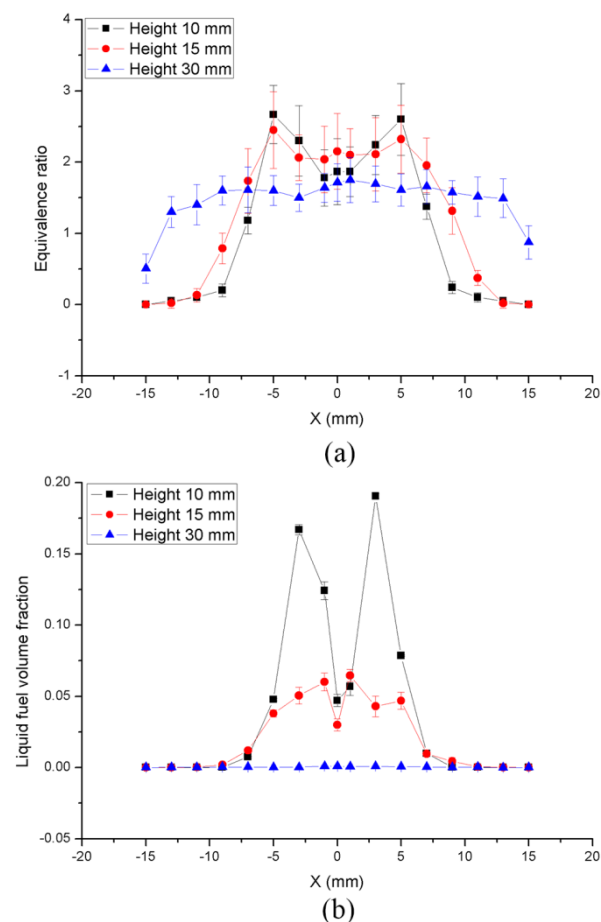 Height 10 mm
Height 15 mm
Height 30 mm
4
3
2
1
0
-1
Equivalence ratio
-20 -15 -10 -5 0 5 10 15 20
X (mm)
(a)
Height 10 mm
Height 15 mm
Height 30 mm
0.20
0.15
0.10
0.05
0.00
-0.05
Liquid fuel volume fraction
-20 -15 -10 -5 0 5 10 15 20
X (mm)
(b)